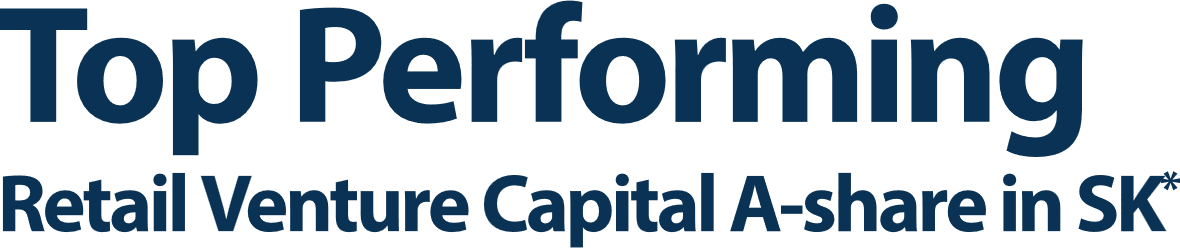 Top Performing
Retail Venture Capital A-share in SK*